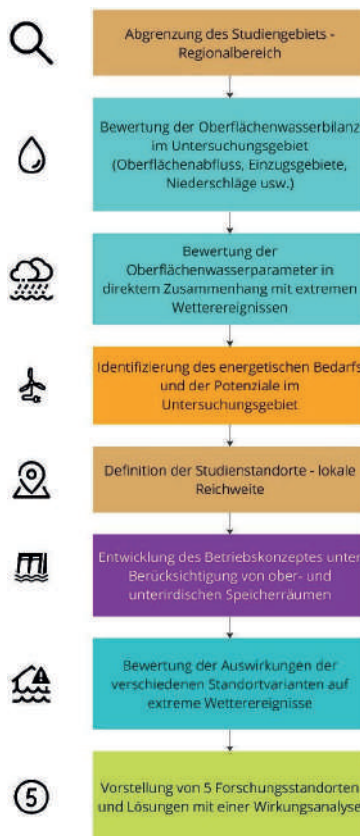 Abgrenzung des Studiengebiets -
Regionalbereich
Bewertung der Oberflächenwasserbilanz
im Untersuchungsgebiet
(Oberflächenabfluss, Einzugsgebiete,
Niederschläge usw.)
Bewertung der
Oberflächenwasserparameter in
direktem Zusammenhang mit extremen
Wetterereignissen
Identifizierung des energetischen Bedarfs
und der Potenziale im
Untersuchungsgebiet
Definition der Studienstandorte - lokale
Reichweite
Entwicklung des Betriebskonzeptes unter
Berücksichtigung von ober- und
unterirdischen Speicherräumen
Bewertung der Auswirkungen der
verschiedenen Standortvarianten auf
extreme Wetterereignisse
5
Vorstellung von 5 Forschungsstandorten
und Lösungen mit einer Wirkungsanalyse